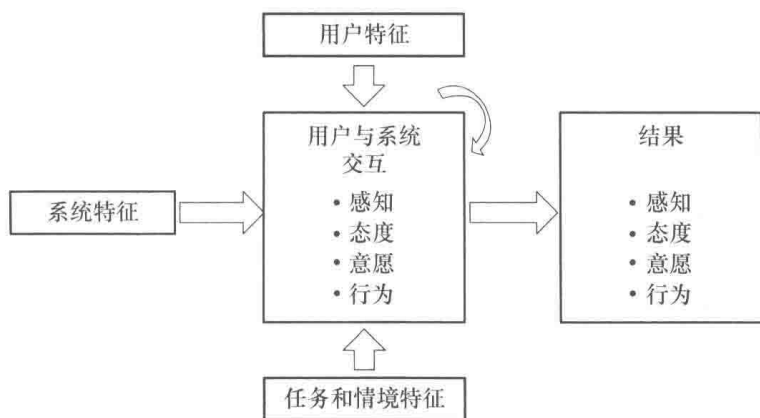 用户特征
用户与系统
交互
• 感知
• 态度
• 意愿
• 行为
系统特征
结果
• 感知
• 态度
• 意愿
• 行为
任务和情境特征